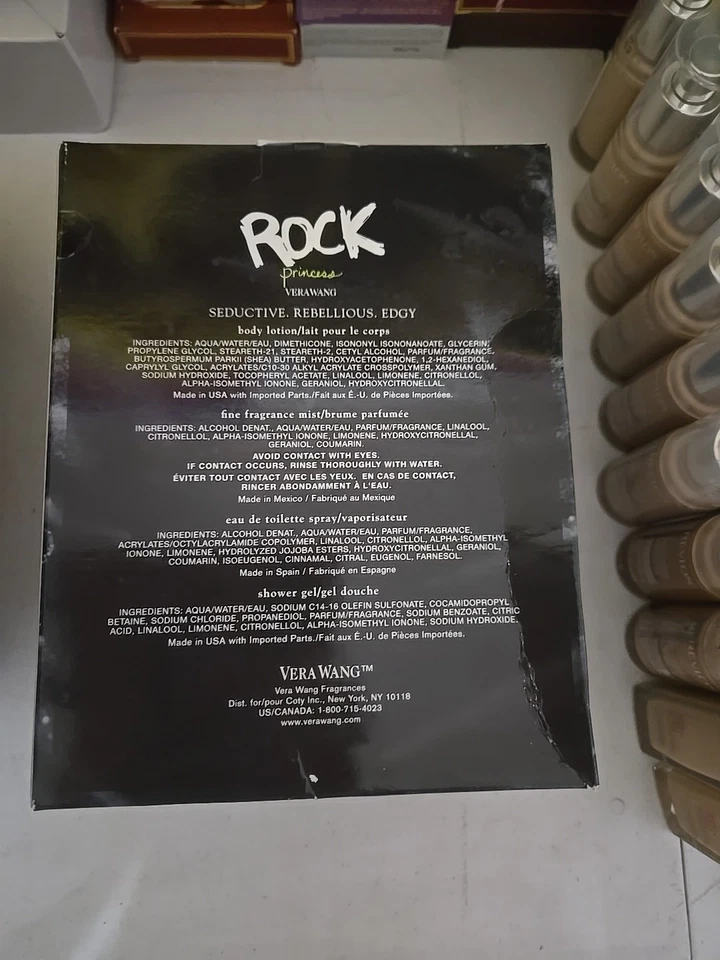 ROCK
princess
VERAWANG
SEDUCTIVE. REBELLIOUS. EDGY
body lotion/lait pour le corps
INGREDIENTS: AQUA/WATER/EAU, DIMETHICONE, ISONONYL ISONONANOATE, GLYCERIN,
PROPYLENE GLYCOL, STEARETH-21, STEARETH-2, CETYL ALCOHOL, PARFUM/FRAGRANCE,
BUTYROSPERMUM PARKII (SHEA) BUTTER, HYDROXYACETOPHENONE, 1,2-HEXANEDIOL,
CAPRYLYL GLYCOL, ACRYLATES/C10-30 ALKYL ACRYLATE CROSSPOLYMER, XANTHAN GUM,
SODIUM HYDROXIDE, TOCOPHERYL ACETATE, LINALOOL, LIMONENE, CITRONELLOL,
ALPHA-ISOMETHYL IONONE, GERANIOL, HYDROXYCITRONELLAL.
Made in USA with Imported Parts./Fait aux É.-U. de Pièces Importées.
fine fragrance mist/brume parfumée
INGREDIENTS: ALCOHOL DENAT., AQUA/WATER/EAU, PARFUM/FRAGRANCE, LINALOOL,
CITRONELLOL, ALPHA-ISOMETHYL IONONE, LIMONENE, HYDROXYCITRONELLAL,
GERANIOL, COUMARIN.
AVOID CONTACT WITH EYES.
IF CONTACT OCCURS, RINSE THOROUGHLY WITH WATER.
ÉVITER TOUT CONTACT AVEC LES YEUX. EN CAS DE CONTACT,
RINCER ABONDAMMENT À L'EAU.
Made in Mexico / Fabriqué au Mexique
eau de toilette spray/vaporisateur
INGREDIENTS: ALCOHOL DENAT., AQUA/WATER/EAU, PARFUM/FRAGRANCE,
ACRYLATES/OCTYLACRYLAMIDE COPOLYMER, LINALOOL, CITRONELLOL, ALPHA-ISOMETHYL
IONONE, LIMONENE, HYDROLYZED JOJOBA ESTERS, HYDROXYCITRONELLAL, GERANIOL,
COUMARIN, ISOEUGENOL, CINNAMAL, CITRAL, EUGENOL, FARNESOL.
Made in Spain / Fabriqué en Espagne
shower gel/gel douche
INGREDIENTS: AQUA/WATER/EAU, SODIUM C14-16 OLEFIN SULFONATE, COCAMIDOPROPYL
BETAINE, SODIUM CHLORIDE, PROPANEDIOL, PARFUM/FRAGRANCE, SODIUM BENZOATE, CITRIC
ACID, LINALOOL, LIMONENE, CITRONELLOL, ALPHA-ISOMETHYL IONONE, SODIUM HYDROXIDE.
Made in USA with Imported Parts./Fait aux É.-U. de Pièces Importées.
VERA WANG™
Vera Wang Fragrances
Dist. for/pour Coty Inc., New York, NY 10118
US/CANADA: 1-800-715-4023
www.verawang.com